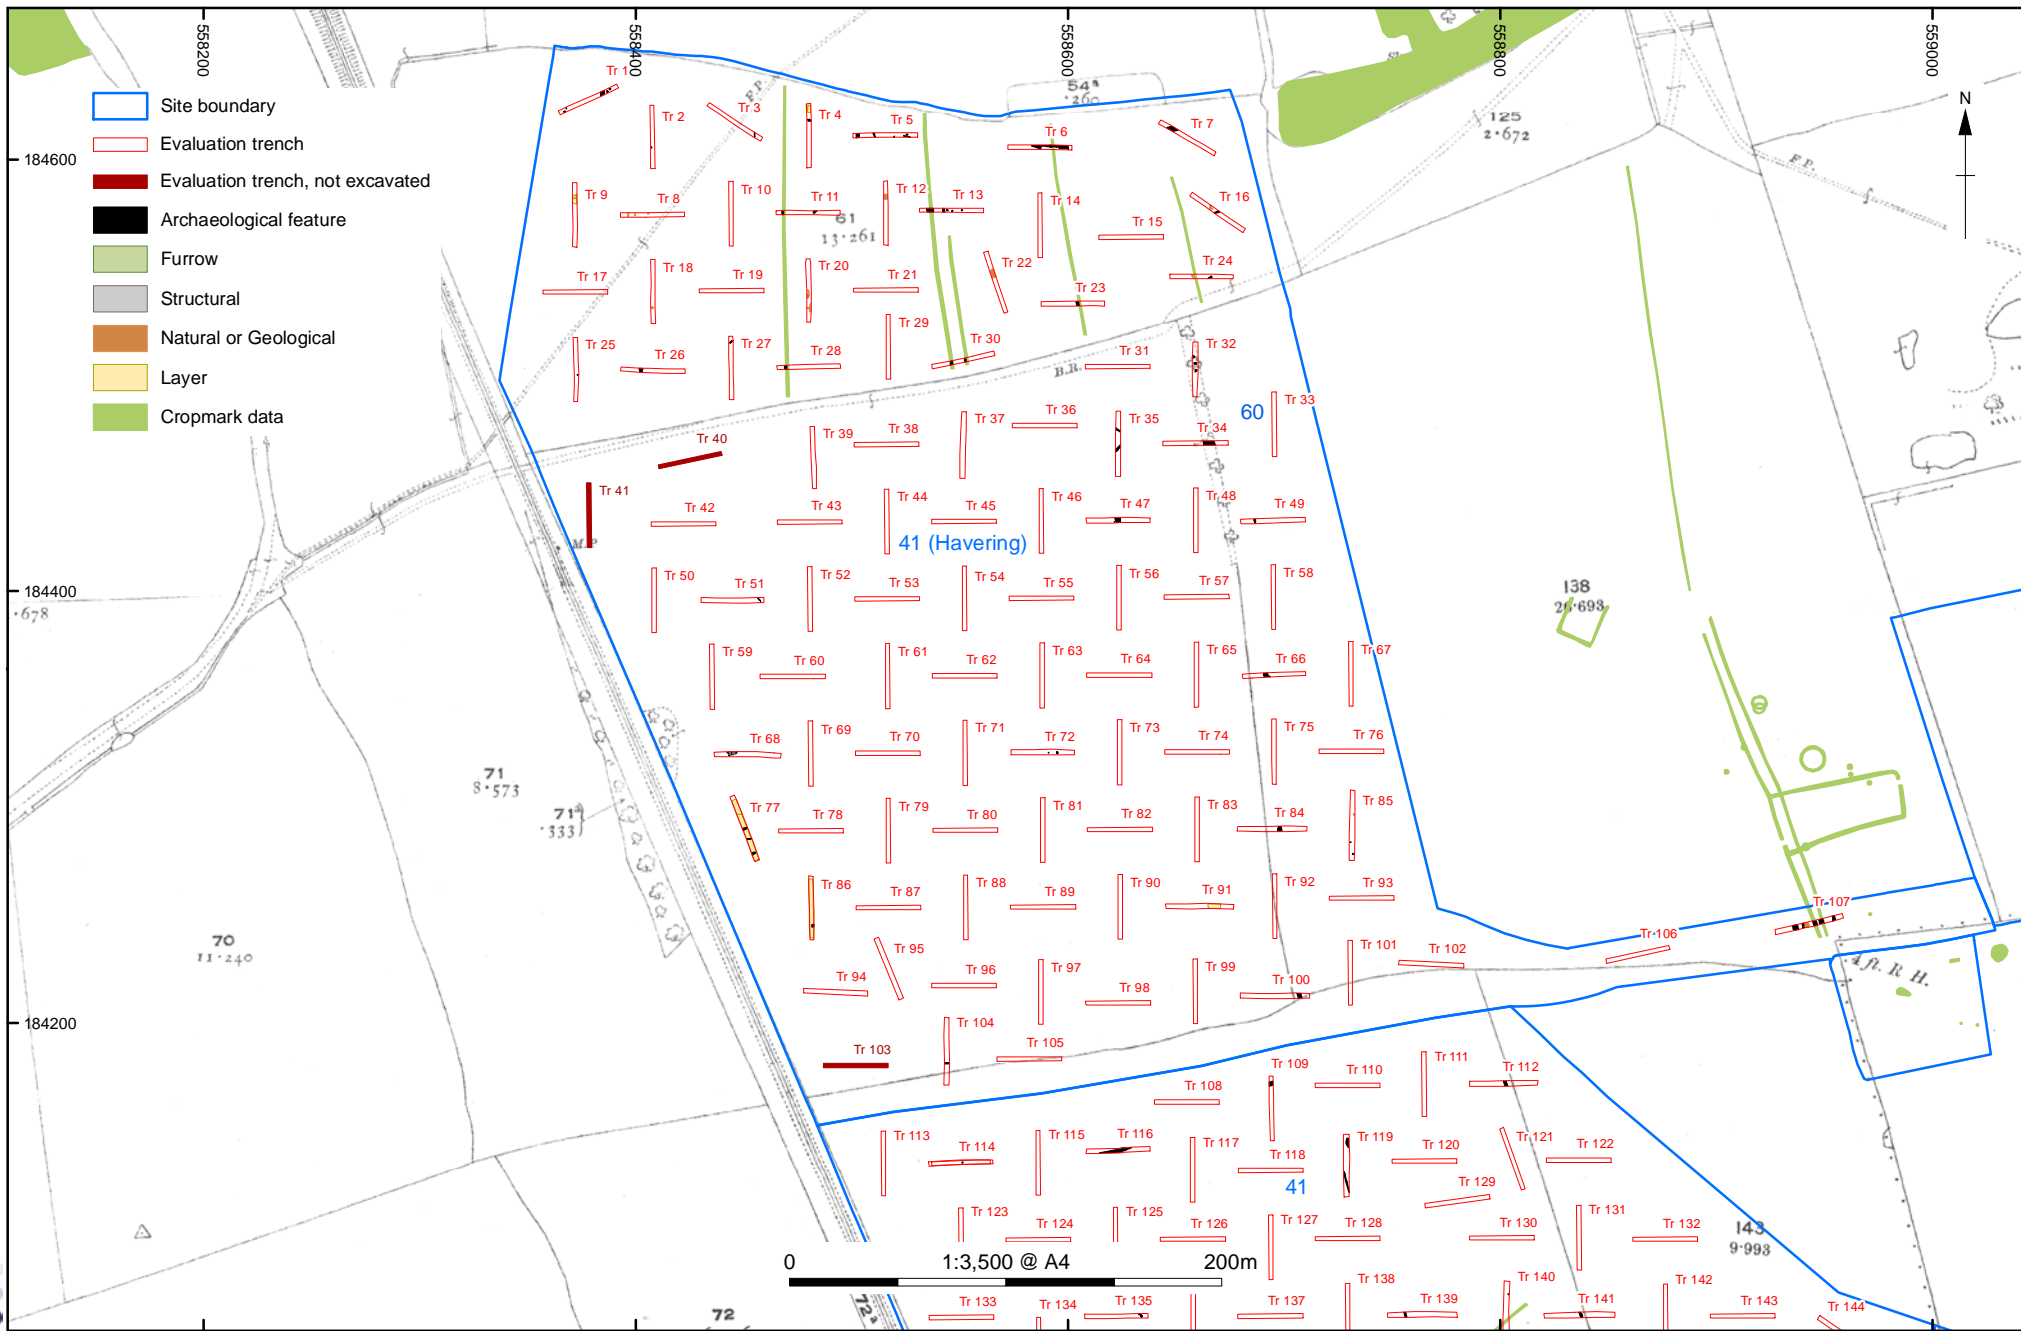 558200
558400
558600
558800
559000
184600
184400
184200
N
Site boundary
Evaluation trench
Evaluation trench, not excavated
Archaeological feature
Furrow
Structural
Natural or Geological
Layer
Cropmark data
F.P.
54ª
·260
125
2·672
F.P.
Tr 1
Tr 2
Tr 3
Tr 4
Tr 5
Tr 6
Tr 7
Tr 9
Tr 8
Tr 10
Tr 11
Tr 12
Tr 13
Tr 14
Tr 15
Tr 16
61
13·261
Tr 17
Tr 18
Tr 19
Tr 20
Tr 21
Tr 22
Tr 23
Tr 24
Tr 25
Tr 26
Tr 27
Tr 28
Tr 29
Tr 30
Tr 31
Tr 32
B.R.
60
Tr 33
Tr 40
Tr 39
Tr 38
Tr 37
Tr 36
Tr 35
Tr 34
Tr 41
Tr 42
Tr 43
Tr 44
Tr 45
Tr 46
Tr 47
Tr 48
Tr 49
M.P
41 (Havering)
Tr 50
Tr 51
Tr 52
Tr 53
Tr 54
Tr 55
Tr 56
Tr 57
Tr 58
138
26·693
·678
Tr 59
Tr 60
Tr 61
Tr 62
Tr 63
Tr 64
Tr 65
Tr 66
Tr 67
Tr 68
Tr 69
Tr 70
Tr 71
Tr 72
Tr 73
Tr 74
Tr 75
Tr 76
71
8·573
71ª
·333
Tr 77
Tr 78
Tr 79
Tr 80
Tr 81
Tr 82
Tr 83
Tr 84
Tr 85
Tr 86
Tr 87
Tr 88
Tr 89
Tr 90
Tr 91
Tr 92
Tr 93
70
11·240
Tr 94
Tr 95
Tr 96
Tr 97
Tr 98
Tr 99
Tr 100
Tr 101
Tr 102
Tr 106
Tr 107
4 ft. R H.
Tr 103
Tr 104
Tr 105
Tr 108
Tr 109
Tr 110
Tr 111
Tr 112
Tr 113
Tr 114
Tr 115
Tr 116
Tr 117
Tr 118
Tr 119
Tr 120
Tr 121
Tr 122
41
Tr 129
Tr 123
Tr 124
Tr 125
Tr 126
Tr 127
Tr 128
Tr 130
Tr 131
Tr 132
143
9·993
0
1:3,500 @ A4
200m
Tr 133
Tr 134
Tr 135
Tr 137
Tr 138
Tr 139
Tr 140
Tr 141
Tr 142
Tr 143
Tr 144
72
72ª